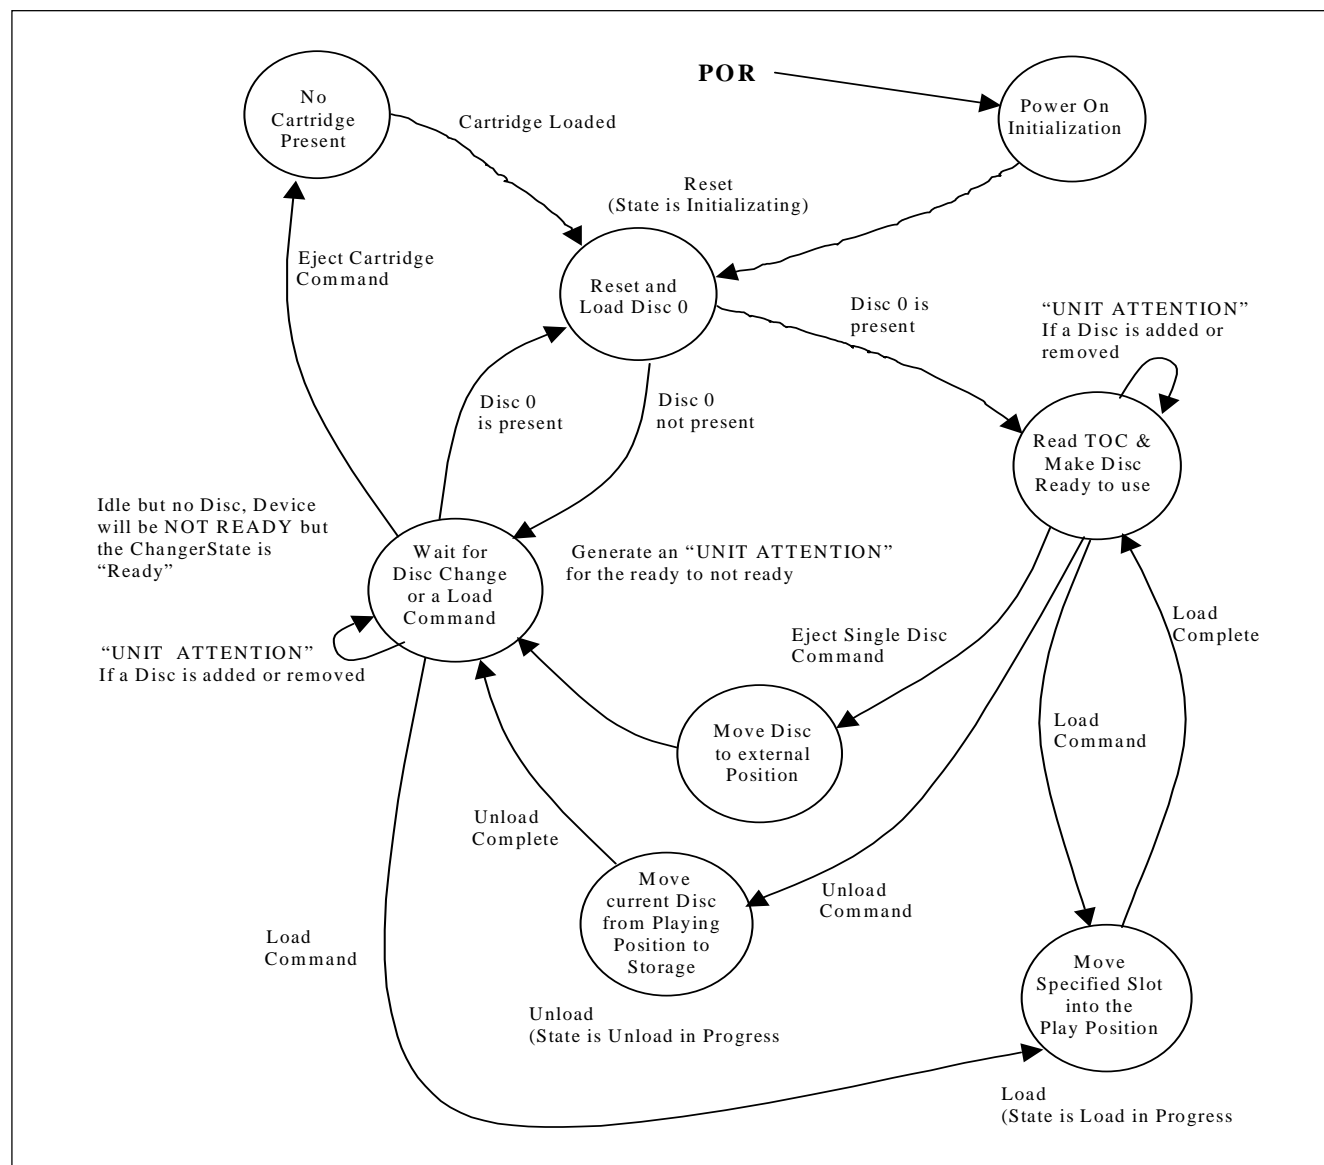 No
Cartridge
Present
POR
Power On
Initialization
Cartridge Loaded
Reset
(State is Initializating)
Eject Cartridge
Command
Reset and
Load Disc 0
Disc 0 is
present
“UNIT ATTENTION”
If a Disc is added or
removed
Disc 0
is present
Disc 0
not present
Read TOC &
Make Disc
Ready to use
Idle but no Disc, Device
will be NOT READY but
the ChangerState is
“Ready”
Wait for
Disc Change
or a Load
Command
Generate an “UNIT ATTENTION”
for the ready to not ready
“UNIT ATTENTION”
If a Disc is added or removed
Eject Single Disc
Command
Load
Complete
Move Disc
to external
Position
Load
Command
Unload
Complete
Move
current Disc
from Playing
Position to
Storage
Unload
Command
Load
Command
Move
Specified Slot
into the
Play Position
Unload
(State is Unload in Progress
Load
(State is Load in Progress